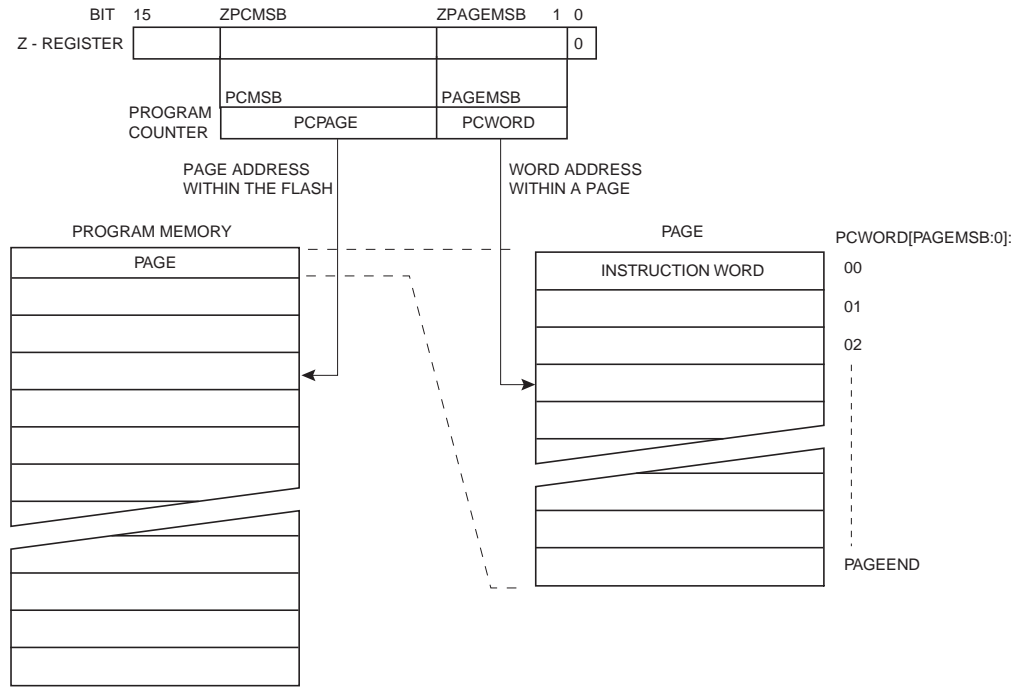 BIT 15 ZPCMSB ZPAGEMSB 1 0
Z - REGISTER 0
PCMSB PAGEMSB
PROGRAM
COUNTER
PCPAGE PCWORD
PAGE ADDRESS
WITHIN THE FLASH
WORD ADDRESS
WITHIN A PAGE
PROGRAM MEMORY
PAGE
PAGE
PCWORD[PAGEMSB:0]:
INSTRUCTION WORD 00
01
02
PAGEEND